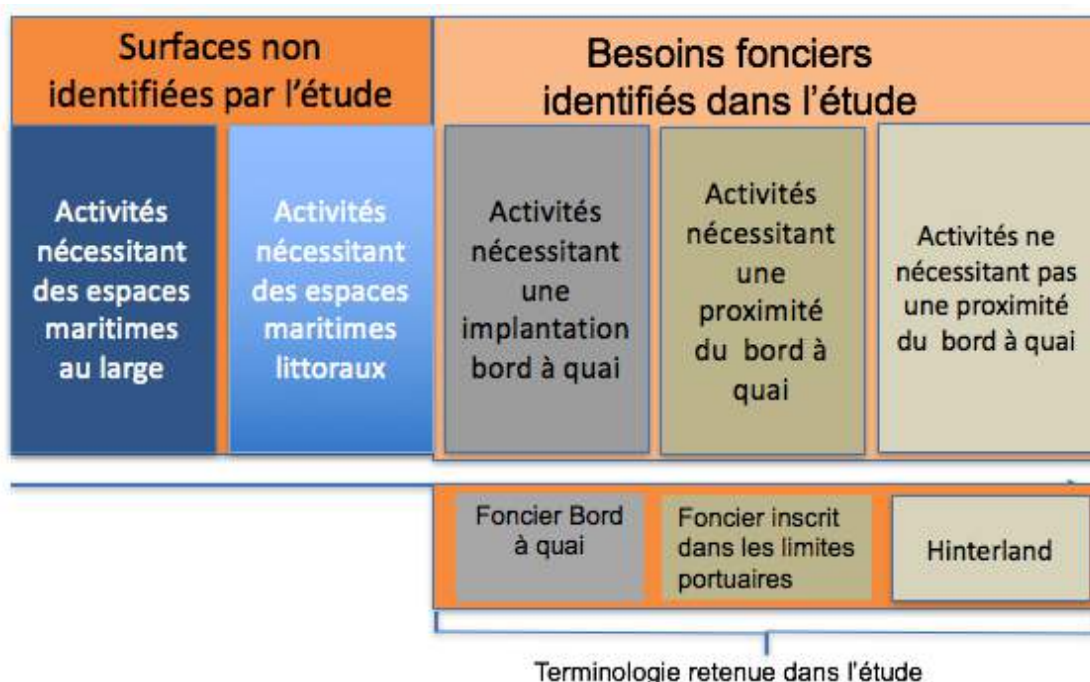 Surfaces non
identifiées par l'étude
Besoins fonciers
identifiés dans l'étude
Activités
nécessitant
des espaces
maritimes
au large
Activités
nécessitant
des espaces
maritimes
littoraux
Activités
nécessitant
une
implantation
bord à quai
Activités
nécessitant
une
proximité
du bord à
quai
Activités ne
nécessitant pas
une proximité
du bord à quai
Foncier Bord
à quai
Foncier inscrit
dans les limites
portuaires
Hinterland
Terminologie retenue dans l'étude